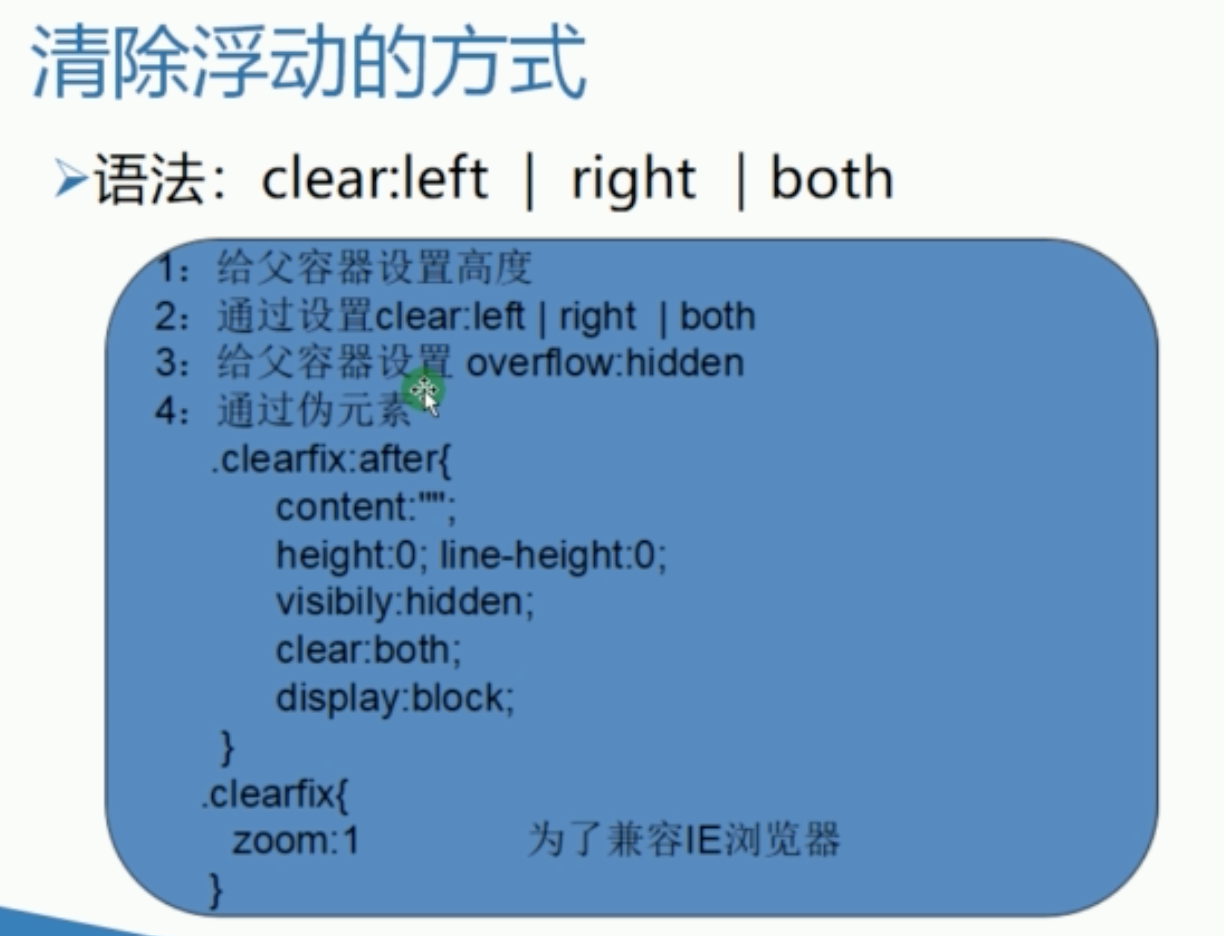 清除浮动的方式
语法：clear:left | right | both
1：给父容器设置高度
2：通过设置clear:left | right | both
3：给父容器设置 overflow:hidden
4：通过伪元素
.clearfix:after{
content:"";
height:0; line-height:0;
visibily:hidden;
clear:both;
display:block;
}
.clearfix{
zoom:1 为了兼容IE浏览器
}